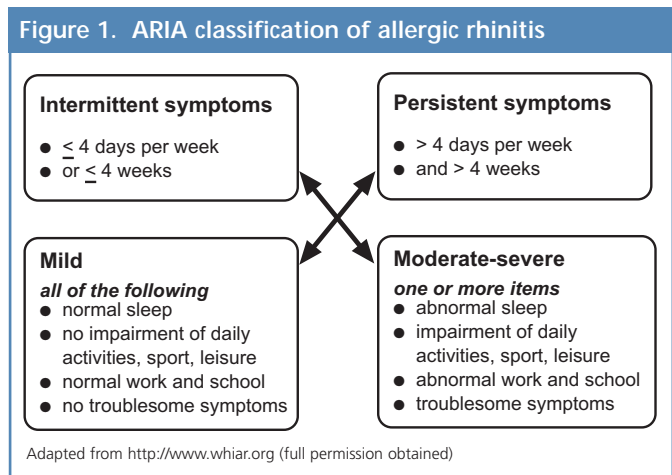 Figure 1. ARIA classification of allergic rhinitis
Intermittent symptoms
● ≤ 4 days per week
● or ≤ 4 weeks
Persistent symptoms
● > 4 days per week
● and > 4 weeks
Mild
all of the following
● normal sleep
● no impairment of daily
activities, sport, leisure
● normal work and school
● no troublesome symptoms
Moderate-severe
one or more items
● abnormal sleep
● impairment of daily
activities, sport, leisure
● abnormal work and school
● troublesome symptoms
Adapted from http://www.whiar.org (full permission obtained)